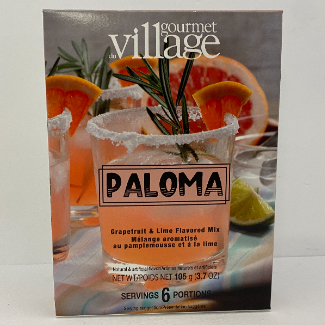 gourmet
du village
PALOMA
Grapefruit & Lime Flavored Mix
Mélange aromatisé
au pamplemousse et à la lime
NET WT/POIDS NET 105 g (3.7 OZ)
SERVINGS 6 PORTIONS